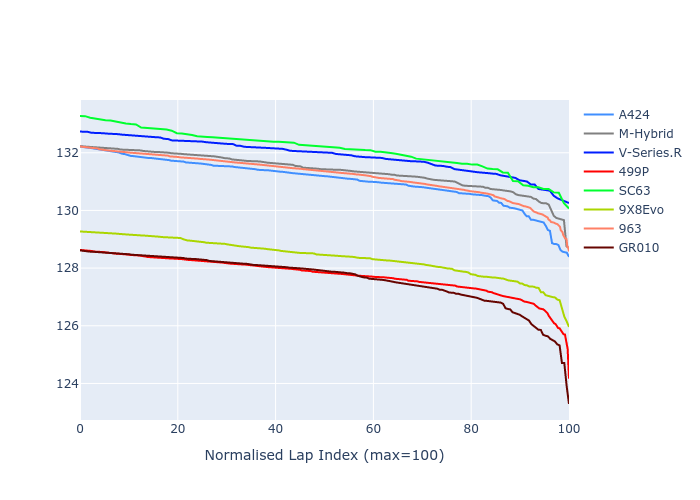 132
130
128
126
124
0
20
40
60
80
100
Normalised Lap Index (max=100)
A424
M-Hybrid
V-Series.R
499P
SC63
9X8Evo
963
GR010